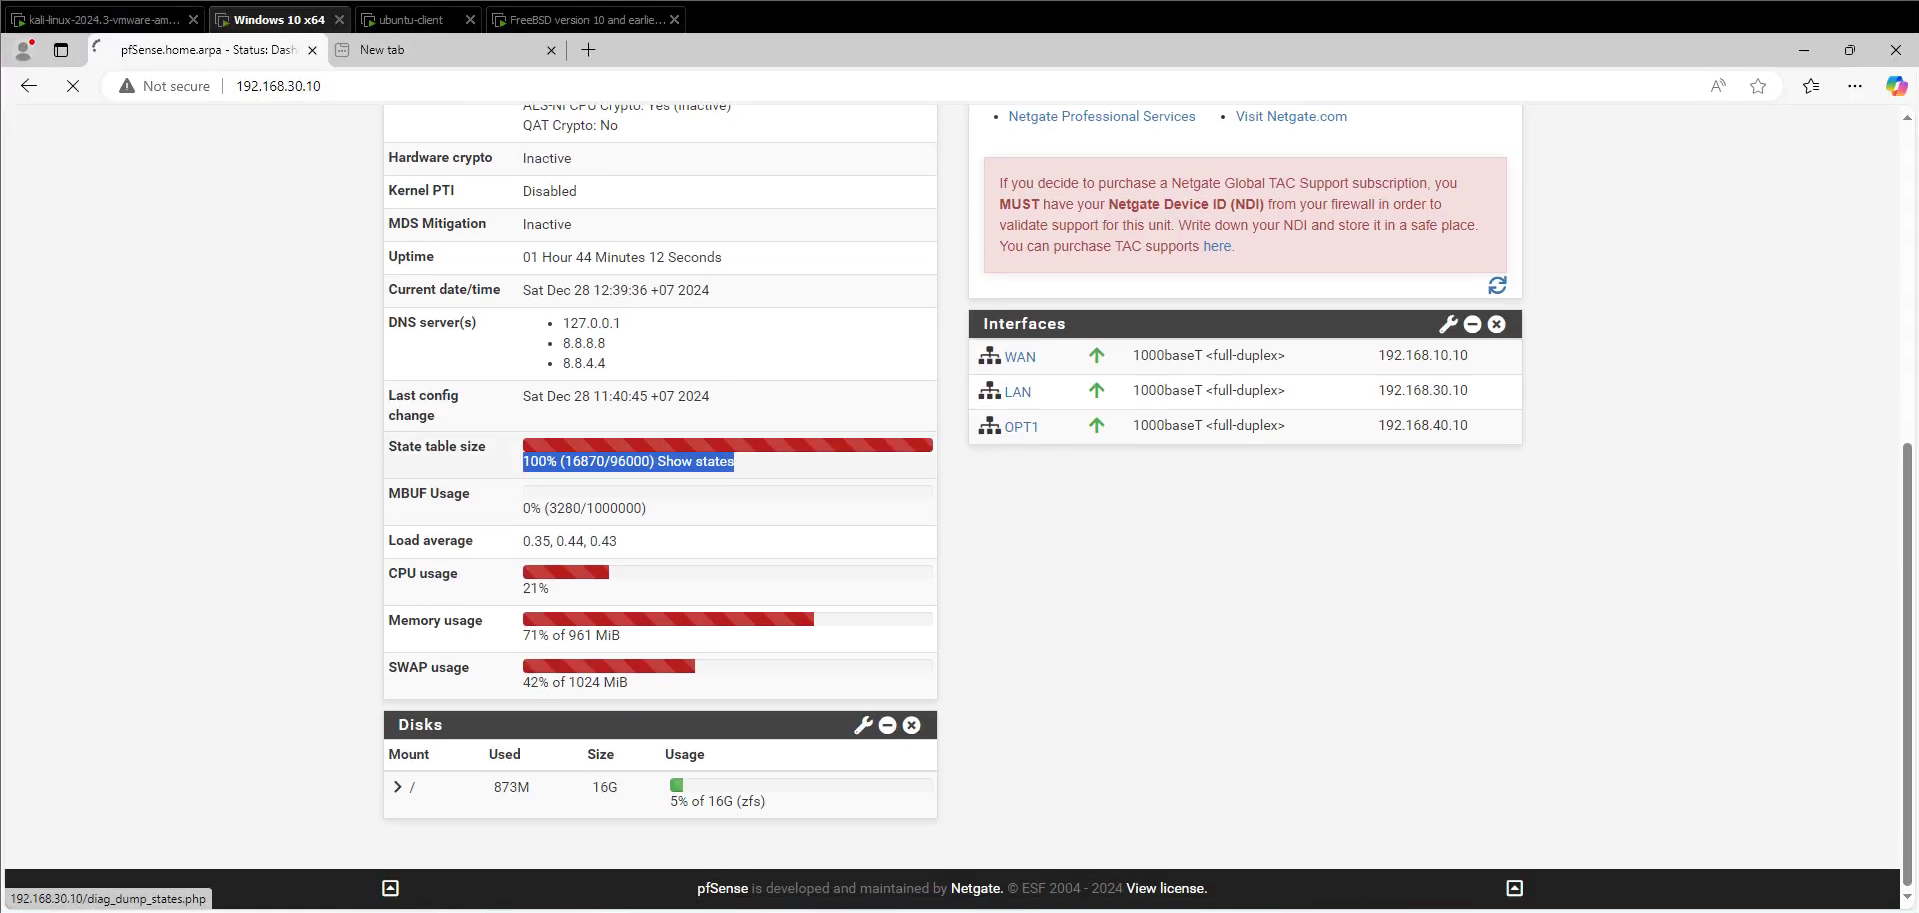 kali-linux-2024.3-vmware-am...
Windows 10 x64
ubuntu-client
FreeBSD version 10 and earlie...
pfSense.home.arpa - Status: Dash
New tab
Not secure
192.168.30.10
AES-NI CPU Crypto: Yes (inactive)
QAT Crypto: No
Hardware crypto Inactive
Kernel PTI Disabled
MDS Mitigation Inactive
Uptime 01 Hour 44 Minutes 12 Seconds
Current date/time Sat Dec 28 12:39:36 +07 2024
DNS server(s)
• 127.0.0.1
• 8.8.8.8
• 8.8.4.4
Last config change Sat Dec 28 11:40:45 +07 2024
State table size
100% (16870/96000) Show states
MBUF Usage
0% (3280/1000000)
Load average 0.35, 0.44, 0.43
CPU usage
21%
Memory usage
71% of 961 MiB
SWAP usage
42% of 1024 MiB
Disks
Mount Used Size Usage
/ 873M 16G
5% of 16G (zfs)
• Netgate Professional Services • Visit Netgate.com
If you decide to purchase a Netgate Global TAC Support subscription, you
MUST have your Netgate Device ID (NDI) from your firewall in order to
validate support for this unit. Write down your NDI and store it in a safe place.
You can purchase TAC supports here.
Interfaces
WAN 1000baseT <full-duplex> 192.168.10.10
LAN 1000baseT <full-duplex> 192.168.30.10
OPT1 1000baseT <full-duplex> 192.168.40.10
pfSense is developed and maintained by Netgate. © ESF 2004 - 2024 View license.
192.168.30.10/diag_dump_states.php